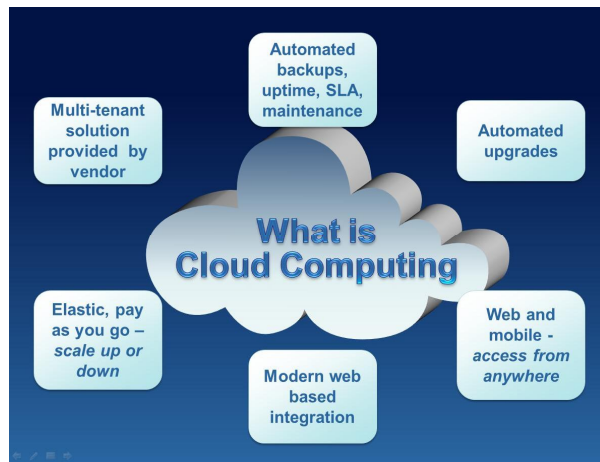 Automated
backups,
uptime, SLA,
maintenance
Multi-tenant
solution
provided by
vendor
Automated
upgrades
What is
Cloud Computing
Elastic, pay
as you go –
scale up or
down
Web and
mobile -
access from
anywhere
Modern web
based
integration